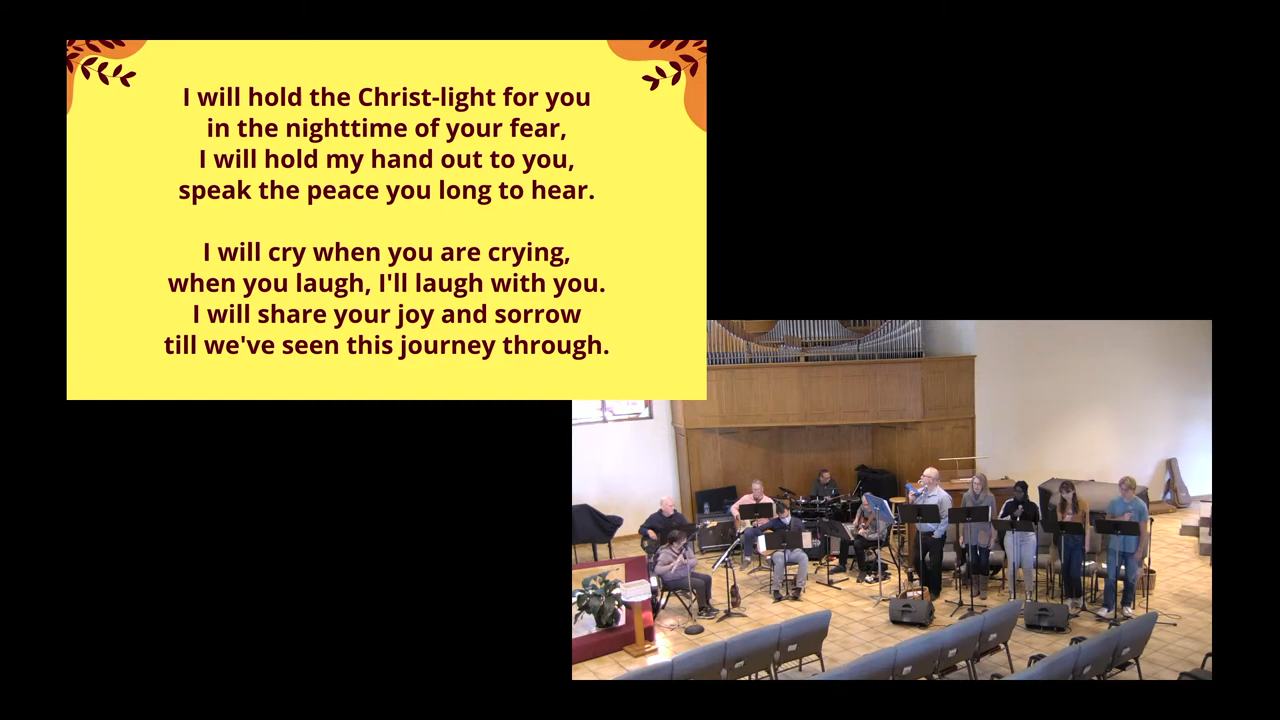 I will hold the Christ-light for you
in the nighttime of your fear,
I will hold my hand out to you,
speak the peace you long to hear.
I will cry when you are crying,
when you laugh, I'll laugh with you.
I will share your joy and sorrow
till we've seen this journey through.